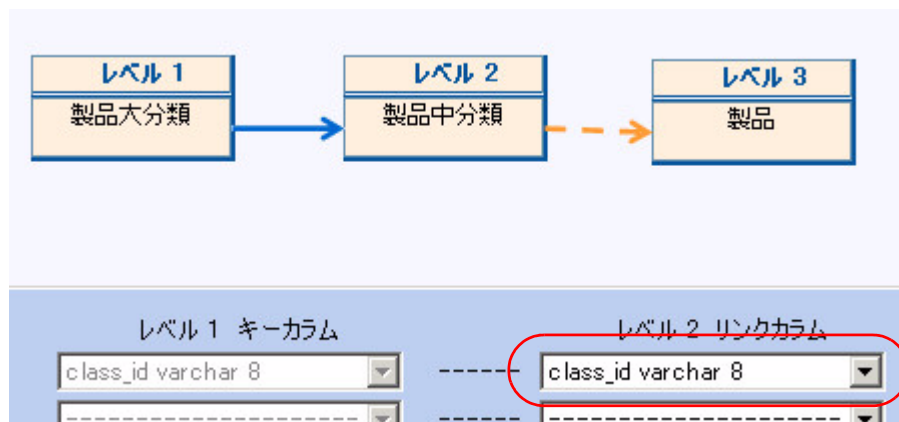 レベル 1
製品大分類
レベル 2
製品中分類
レベル 3
製品
レベル 1 キーカラム
レベル 2 リンクカラム
class_id varchar 8
------
class_id varchar 8
--------------------
------
--------------------